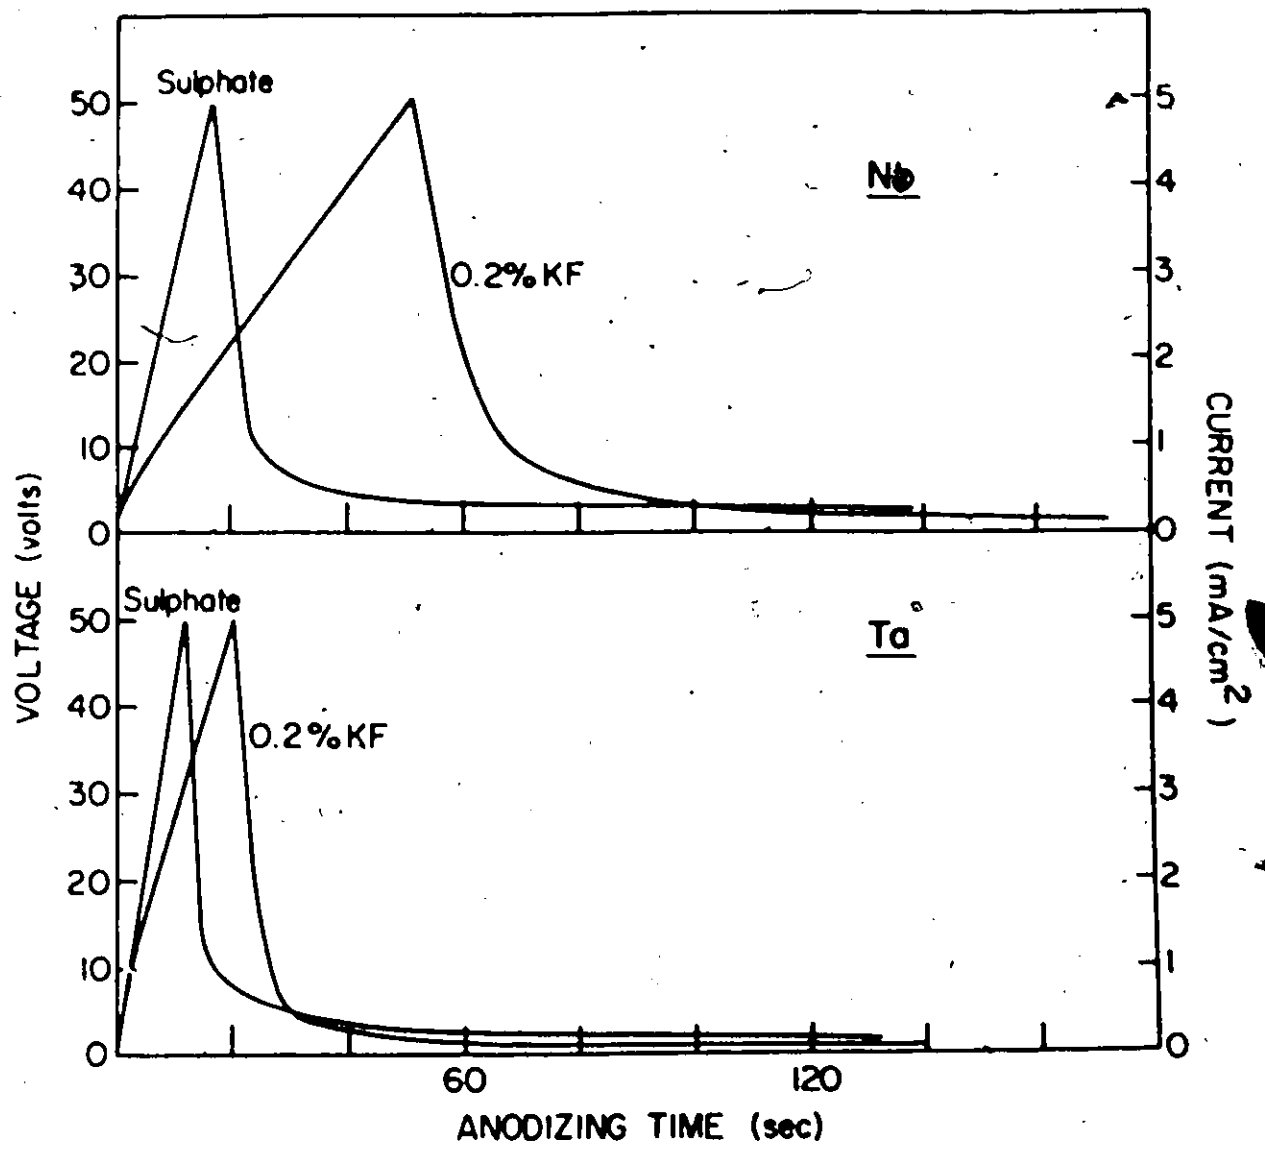 Sulphate
50
40
30
20
10
0
0.2% KF
Nb
5
4
3
2
1
0
Sulphate
50
40
30
20
10
0
0.2% KF
Ta
5
4
3
2
1
0
VOLTAGE (volts)
CURRENT (mA/cm²)
60 120
ANODIZING TIME (sec)